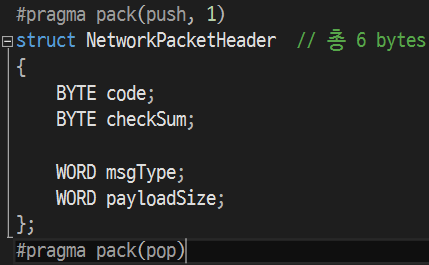 #pragma pack(push, 1)
struct NetworkPacketHeader  // 총 6 bytes
{
    BYTE code;
    BYTE checkSum;

    WORD msgType;
    WORD payloadSize;
};
#pragma pack(pop)